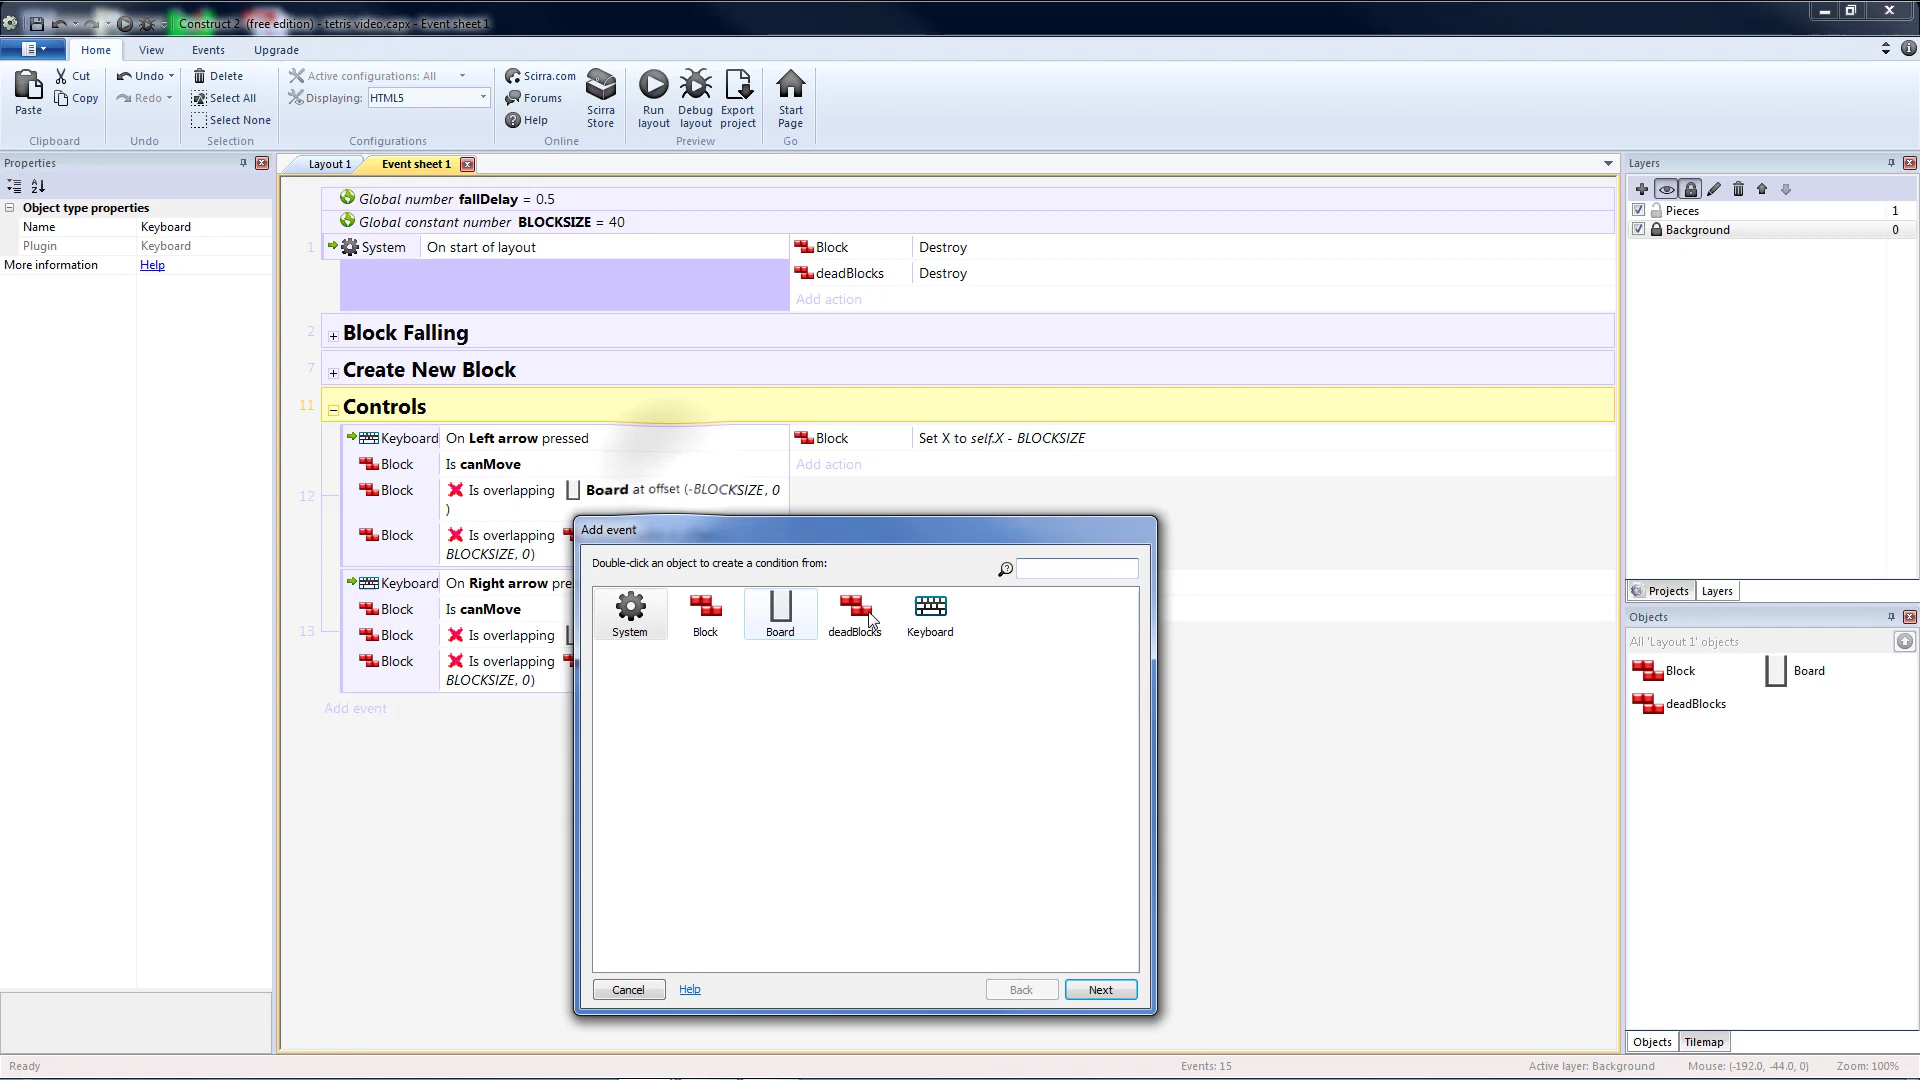 Construct 2 (free edition) - tetris video.capx - Event sheet 1
Home View Events Upgrade
Paste
Cut
Copy
Clipboard
Undo
Redo
Undo
Delete
Select All
Select None
Selection
Active configurations: All
Displaying: HTML5
Configurations
Scirra.com
Forums
Help
Scirra
Store
Online
Run
layout
Debug
layout
Export
project
Preview
Start
Page
Go
Properties
Object type properties
Name Keyboard
Plugin Keyboard
More information Help
Layout 1 Event sheet 1
Global number fallDelay = 0.5
Global constant number BLOCKSIZE = 40
1 System On start of layout Block Destroy
deadBlocks Destroy
Add action
2 Block Falling
7 Create New Block
11 Controls
Keyboard On Left arrow pressed Block Set X to self.X - BLOCKSIZE
Block Is canMove Add action
12 Block Is overlapping Board at offset (-BLOCKSIZE, 0
)
Block Is overlapping
BLOCKSIZE, 0)
Keyboard On Right arrow pre
Block Is canMove
13 Block Is overlapping
Block Is overlapping
BLOCKSIZE, 0)
Add event
Add event
Double-click an object to create a condition from:
System Block Board deadBlocks Keyboard
Cancel Help Back Next
Layers
Pieces 1
Background 0
Projects Layers
Objects
All 'Layout 1' objects
Block Board
deadBlocks
Objects Tilemap
Ready Events: 15 Active layer: Background Mouse: (-192.0, -44.0, 0) Zoom: 100%